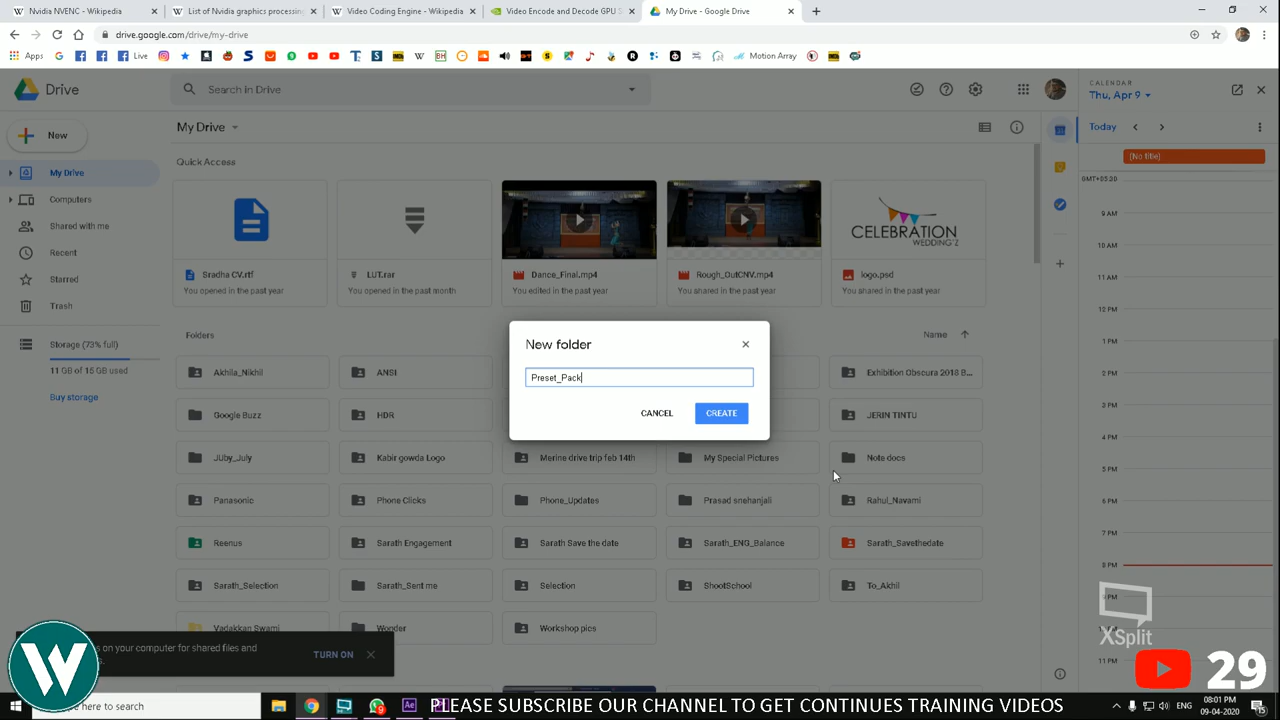 Nvidia NVENC - Wikipedia
List of Nvidia graphics processing
Video Coding Engine - Wikipedia
Video Encode and Decode GPU S
My Drive - Google Drive
drive.google.com/drive/my-drive
Apps
Live
Motion Array
Drive
Search in Drive
CALENDAR
Thu, Apr 9
New
My Drive
Today
(No title)
Quick Access
GMT+05:30
My Drive
Computers
Shared with me
Recent
Starred
Trash
Storage (73% full)
11 GB of 15 GB used
Buy storage
CELEBRATION
WEDDING'Z
Sradha CV.rtf
You opened in the past year
LUT.rar
You opened in the past month
Dance_Final.mp4
You edited in the past year
Rough_OutCNV.mp4
You shared in the past year
logo.psd
You shared in the past year
Folders
Name
New folder
Preset_Pack
CANCEL
CREATE
Akhila_Nikhil
ANSI
Exhibition Obscura 2018 B...
Google Buzz
HDR
JERIN TINTU
JUby_July
Kabir gowda Logo
Merine drive trip feb 14th
My Special Pictures
Note docs
Panasonic
Phone Clicks
Phone_Updates
Prasad snehanjali
Rahul_Navami
Reenus
Sarath Engagement
Sarath Save the date
Sarath_ENG_Balance
Sarath_Savethedate
Sarath_Selection
Sarath_Sent me
Selection
ShootSchool
To_Akhil
Vadakkan Swami
Wonder
Workshop pics
9 AM
10 AM
11 AM
12 PM
1 PM
2 PM
3 PM
4 PM
5 PM
6 PM
7 PM
8 PM
9 PM
11 PM
s on your computer for shared files and
TURN ON
XSplit
W
29
here to search
PLEASE SUBSCRIBE OUR CHANNEL TO GET CONTINUES TRAINING VIDEOS
ENG
08:01 PM
09-04-2020